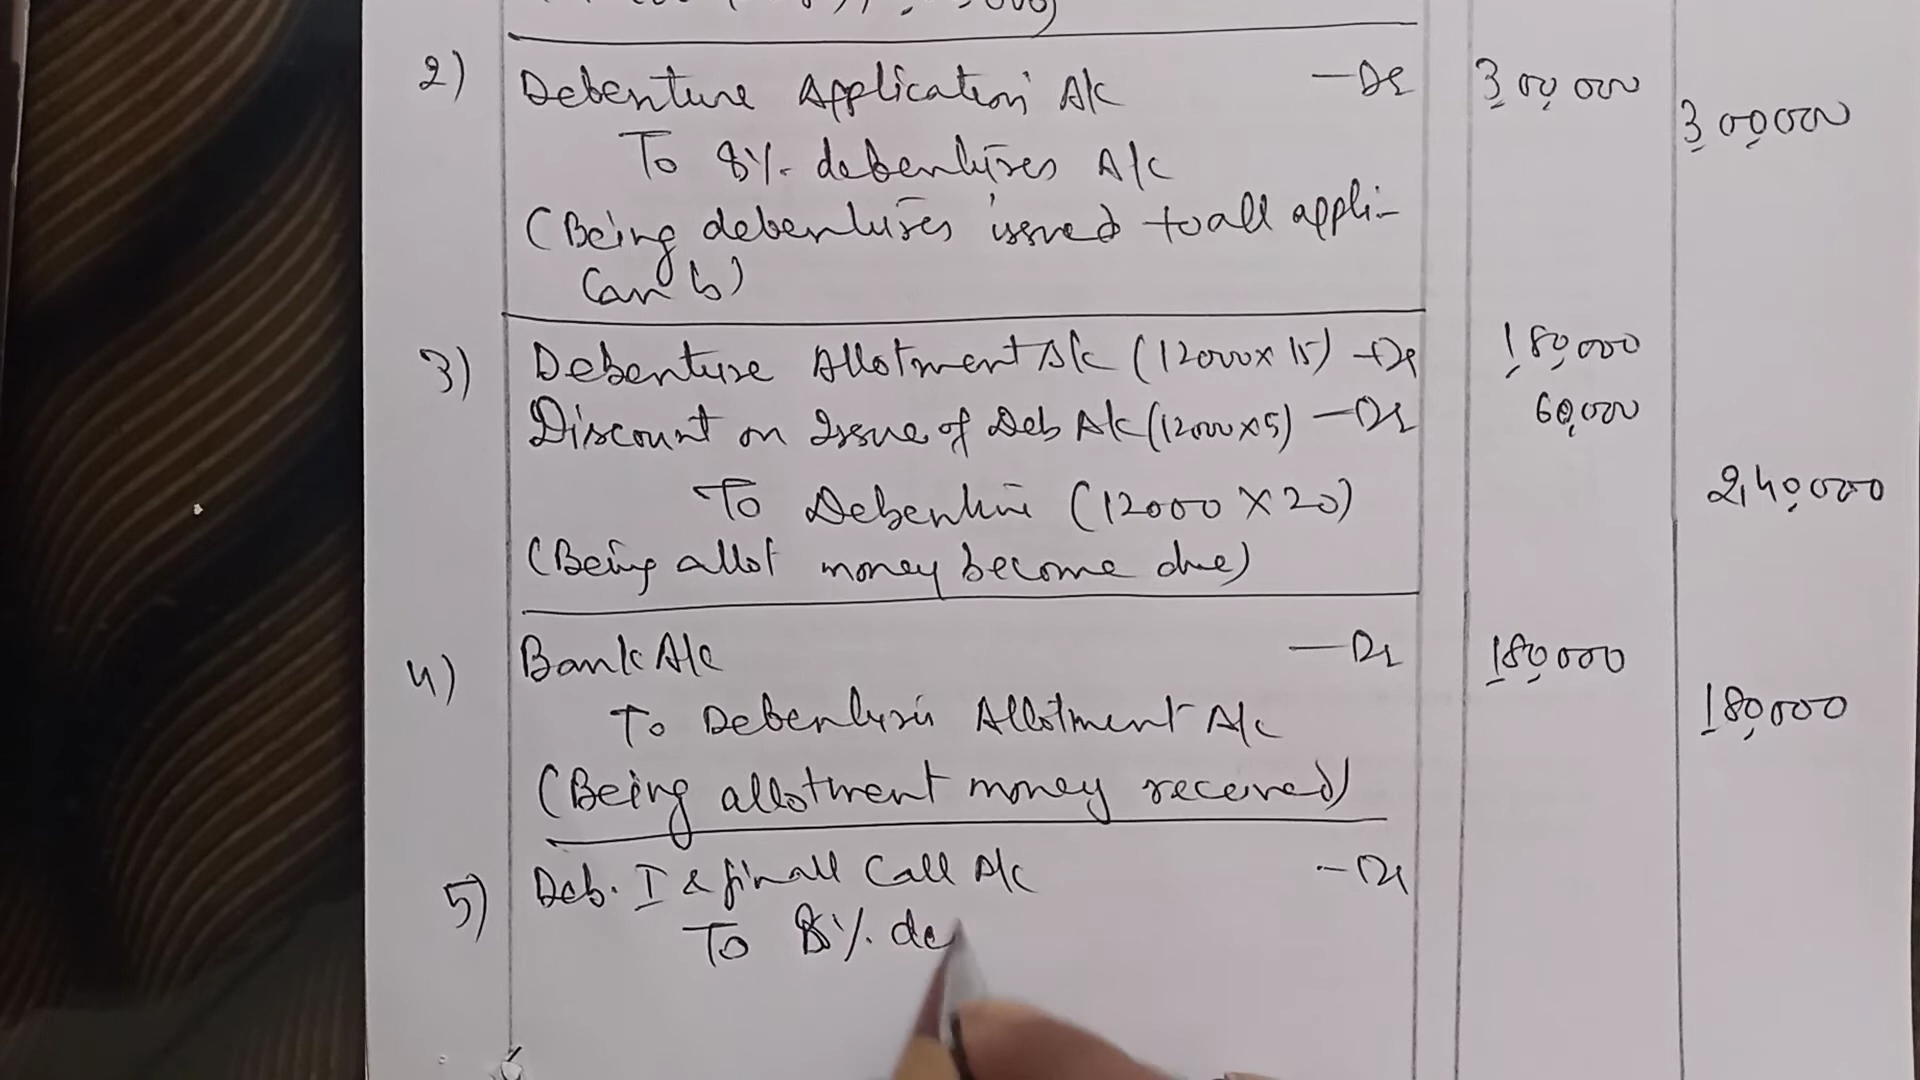 2) Debenture Application A/c —Dr 3,00,000
To 8% debentures A/c 3,00,000
(Being debentures issued to all appli-
cants)
3) Debenture Allotment A/c (12000 x 15) —Dr 1,80,000
Discount on Issue of Deb A/c (12000 x 5) —Dr 60,000
To Debenture (12000 x 20) 2,40,000
(Being allot money become due)
4) Bank A/c —Dr 1,80,000
To Debenture Allotment A/c 1,80,000
(Being allotment money received)
5) Deb. I & finall Call A/c —Dr
To 8% de